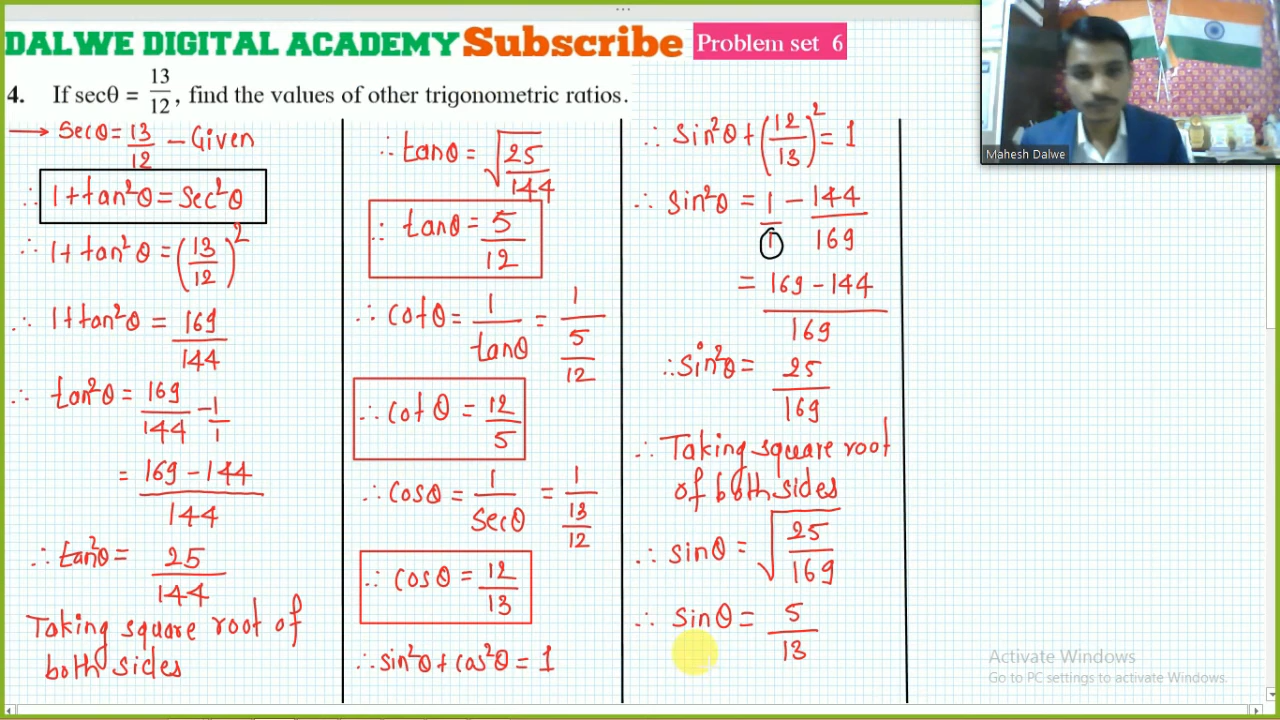 DALWE DIGITAL ACADEMY Subscribe Problem set 6
4. If secθ = 13/12, find the values of other trigonometric ratios.
→ secθ = 13/12 – Given
∴ 1 + tan²θ = sec²θ
∴ 1 + tan²θ = (13/12)²
∴ 1 + tan²θ = 169/144
∴ tan²θ = 169/144 – 1/1
= (169 – 144)/144
∴ tan²θ = 25/144
Taking square root of
both sides
∴ tanθ = √(25/144)
∴ tanθ = 5/12
∴ cotθ = 1/tanθ = 1/(5/12)
∴ cotθ = 12/5
∴ cosθ = 1/secθ = 1/(13/12)
∴ cosθ = 12/13
∴ sin²θ + cos²θ = 1
∴ sin²θ + (12/13)² = 1
∴ sin²θ = 1/1 – 144/169
= (169 – 144)/169
∴ sin²θ = 25/169
∴ Taking square root
of both sides
∴ sinθ = √(25/169)
∴ sinθ = 5/13
Mahesh Dalwe
Activate Windows
Go to PC settings to activate Windows.